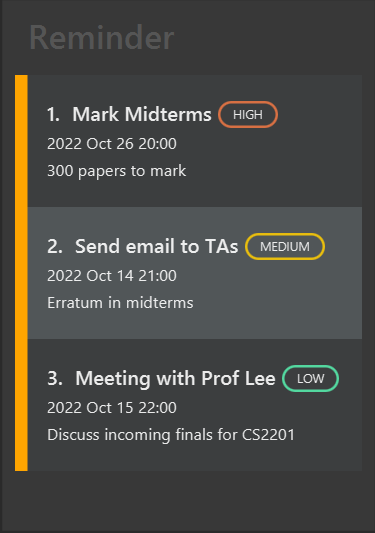 Reminder
1. Mark Midterms HIGH
2022 Oct 26 20:00
300 papers to mark
2. Send email to TAs MEDIUM
2022 Oct 14 21:00
Erratum in midterms
3. Meeting with Prof Lee LOW
2022 Oct 15 22:00
Discuss incoming finals for CS2201